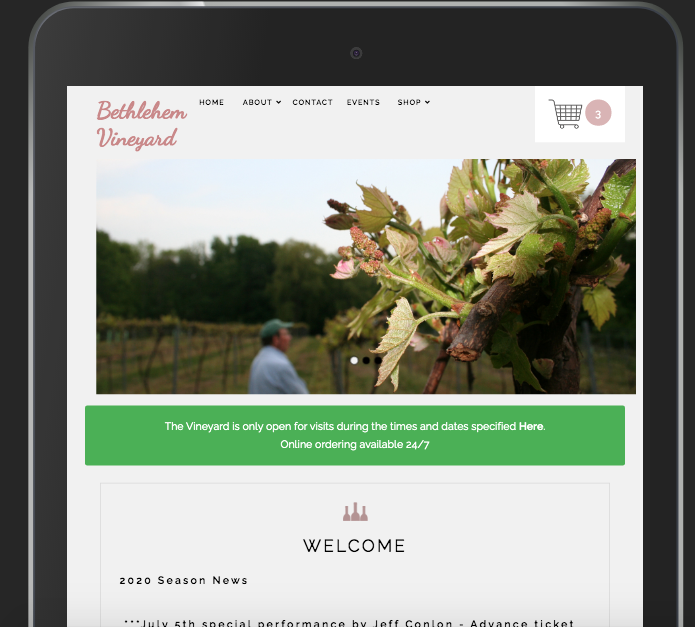 Bethlehem
Vineyard
HOME ABOUT CONTACT EVENTS SHOP
3
The Vineyard is only open for visits during the times and dates specified Here.
Online ordering available 24/7
WELCOME
2020 Season News
***July 5th special performance by Jeff Conlon - Advance ticket